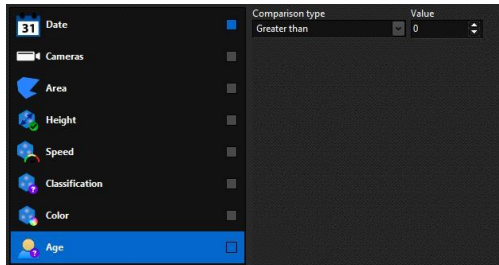 31
Date
Cameras
Area
Height
Speed
Classification
Color
Age
Comparison type
Value
Greater than
0